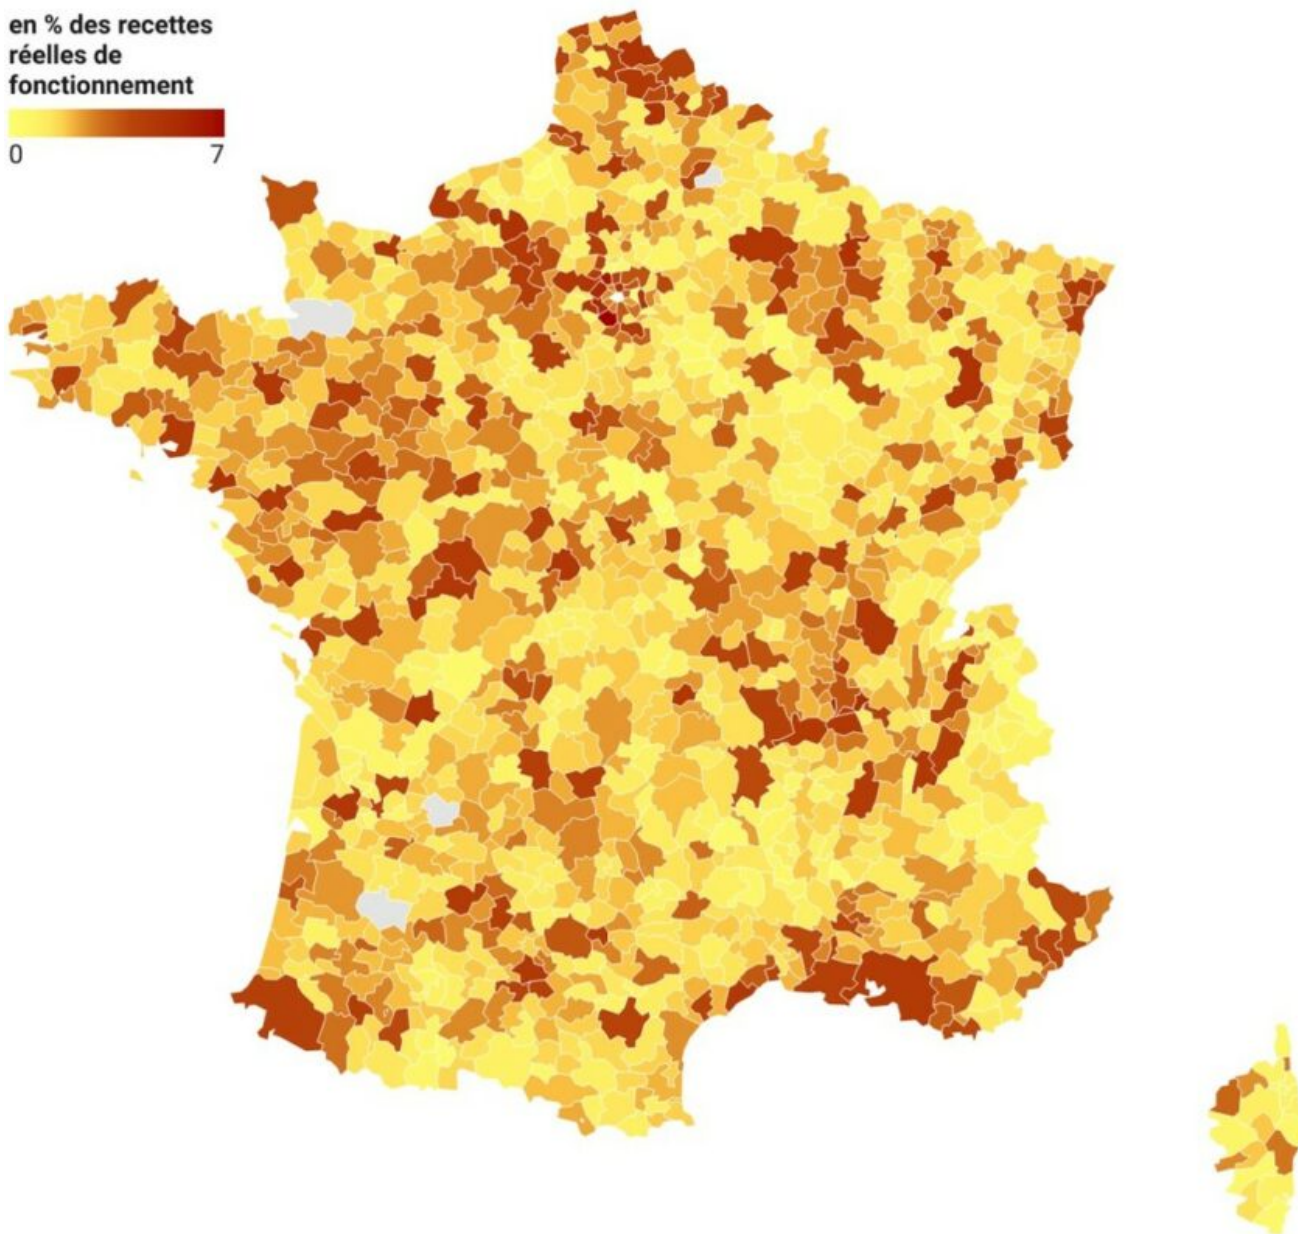 en % des recettes
réelles de
fonctionnement
0 7